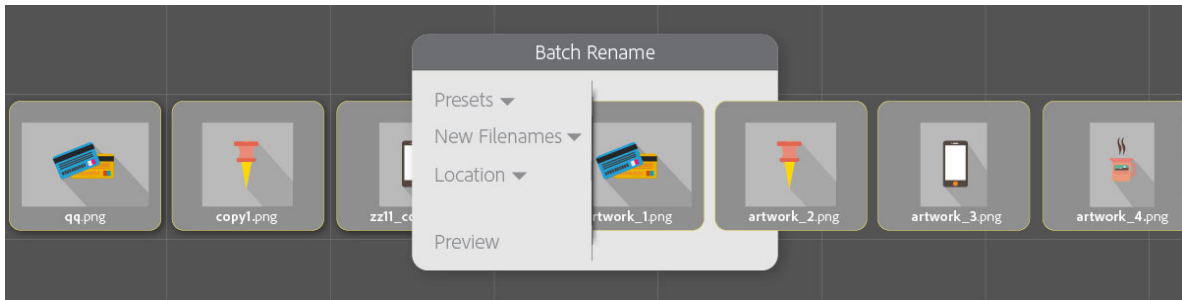 Batch Rename
Presets
New Filenames
Location
Preview
qq.png
copy1.png
zz11_co
rtwork_1.png
artwork_2.png
artwork_3.png
artwork_4.png